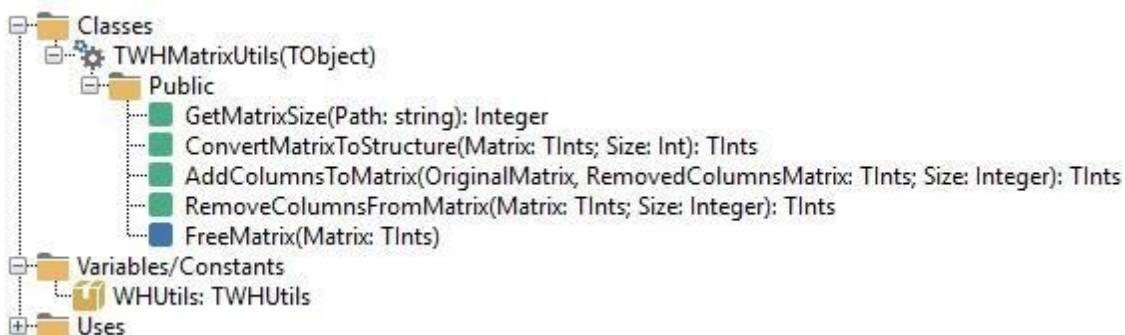 Classes
TWHMatrixUtils(TObject)
Public
GetMatrixSize(Path: string): Integer
ConvertMatrixToStructure(Matrix: TInts; Size: Int): TInts
AddColumnsToMatrix(OriginalMatrix, RemovedColumnsMatrix: TInts; Size: Integer): TInts
RemoveColumnsFromMatrix(Matrix: TInts; Size: Integer): TInts
FreeMatrix(Matrix: TInts)
Variables/Constants
WHUtils: TWHUtils
Uses